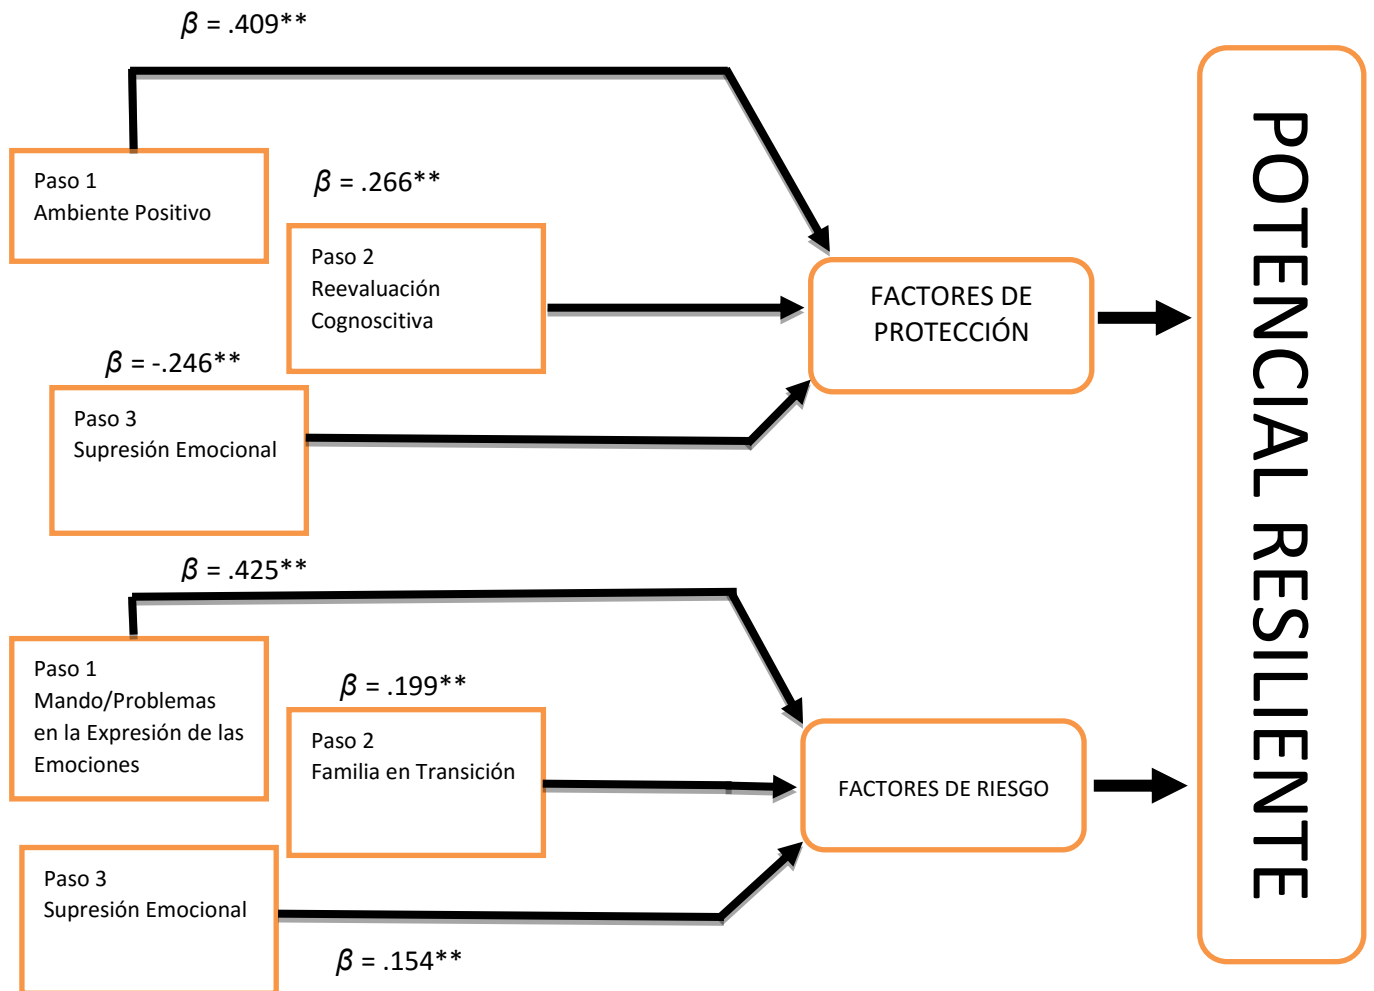 β = .409**
Paso 1
Ambiente Positivo
β = .266**
Paso 2
Reevaluación
Cognoscitiva
β = -.246**
Paso 3
Supresión Emocional
FACTORES DE
PROTECCIÓN
β = .425**
Paso 1
Mando/Problemas
en la Expresión de las
Emociones
β = .199**
Paso 2
Familia en Transición
Paso 3
Supresión Emocional
β = .154**
FACTORES DE RIESGO
POTENCIAL RESILIENTE